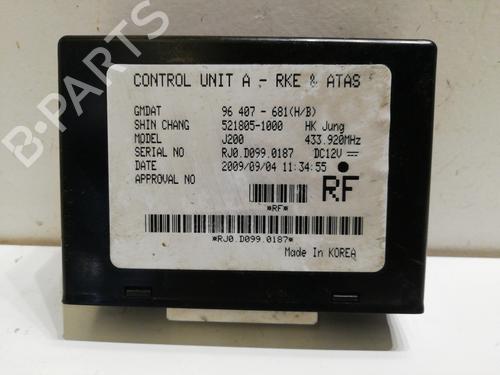 CONTROL UNIT A - RKE & ATAS
GMDAT 96 407 - 681(H/B)
SHIN CHANG 521805-1000 HK Jung
MODEL J200 433.920MHz
SERIAL NO RJ0.D099.0187 DC12V
DATE 2009/09/04 11:34:55
APPROVAL NO
RF
*RF*
*RJ0.D099.0187*
Made In KOREA
B-PARTS